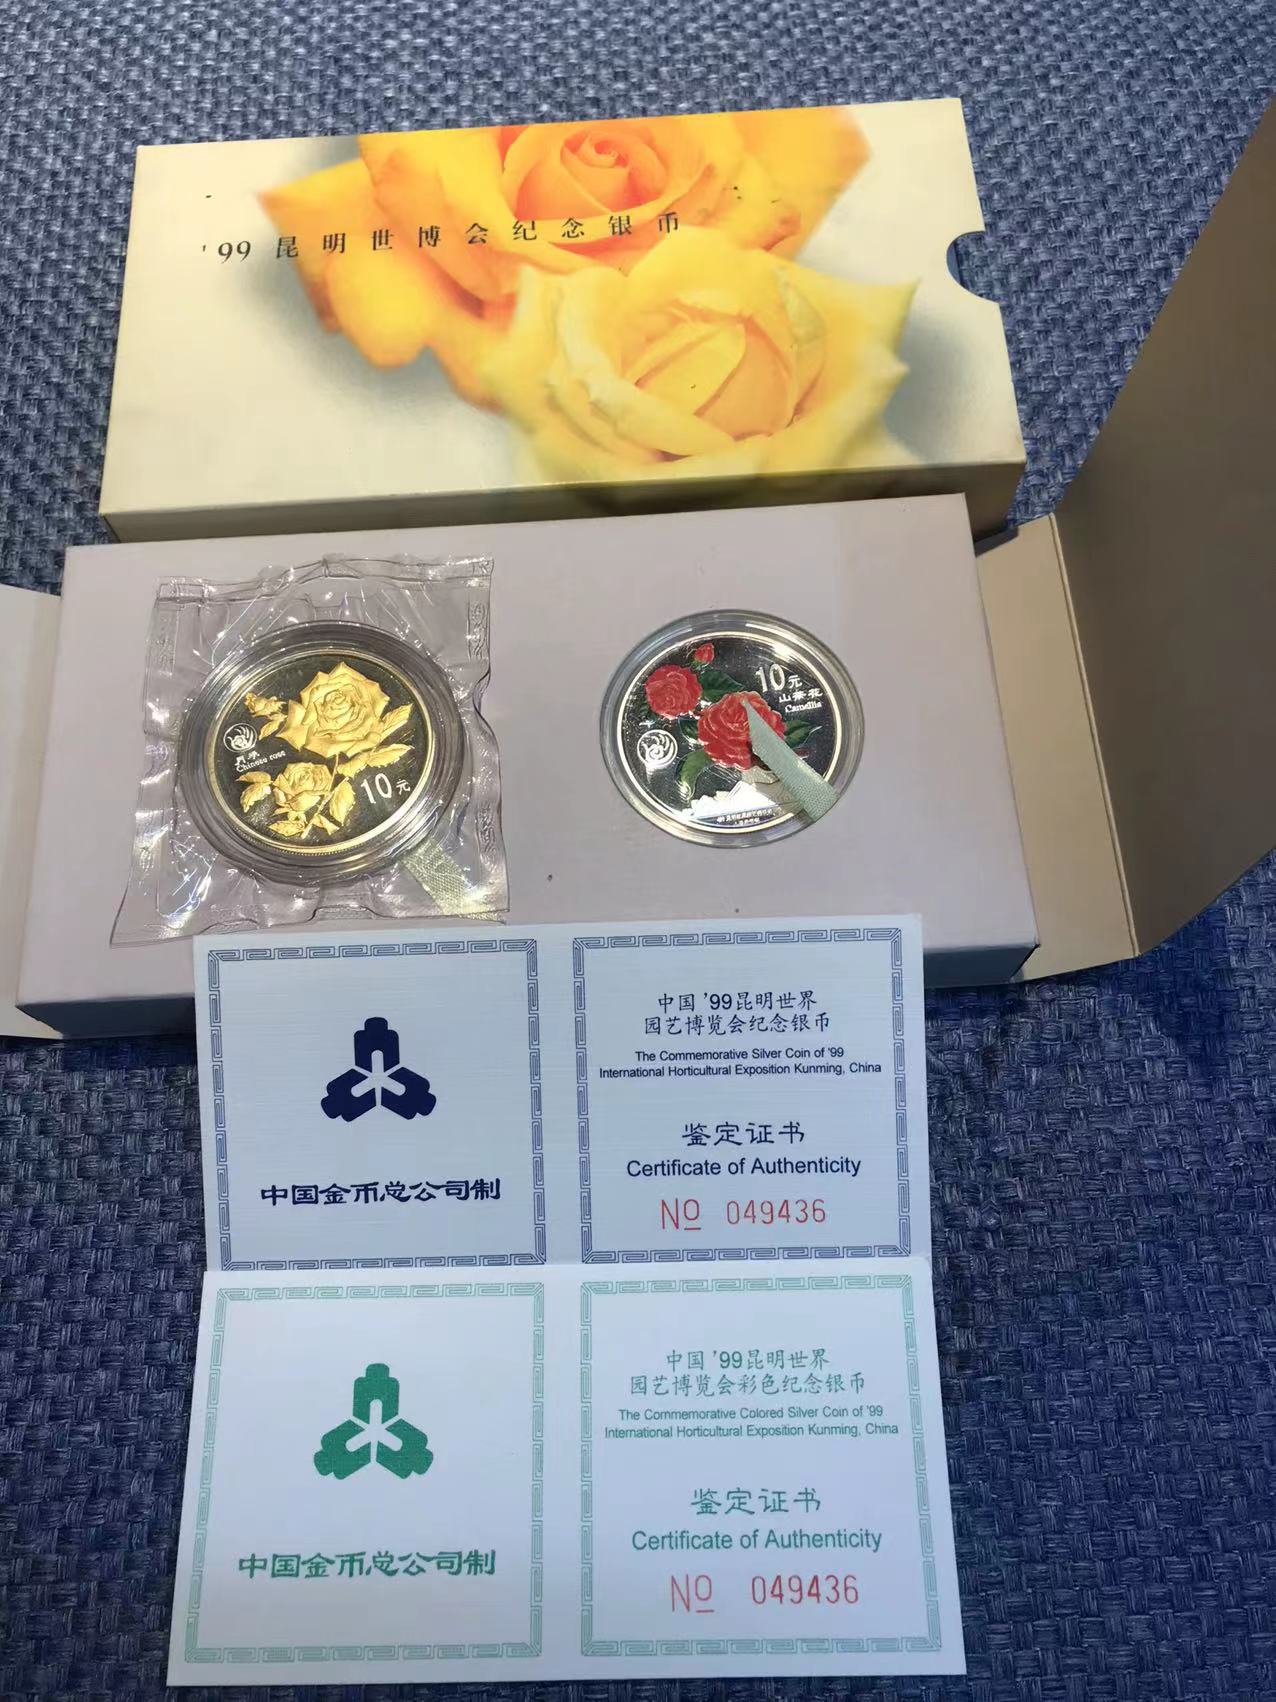 '99 昆明世博会纪念银币
月季
Chinese rose
10元
10元
山茶花
Camellia
中国金币总公司制
中国 '99昆明世界
园艺博览会纪念银币
The Commemorative Silver Coin of '99
International Horticultural Exposition Kunming, China
鉴定证书
Certificate of Authenticity
No 049436
中国金币总公司制
中国 '99昆明世界
园艺博览会彩色纪念银币
The Commemorative Colored Silver Coin of '99
International Horticultural Exposition Kunming, China
鉴定证书
Certificate of Authenticity
No 049436